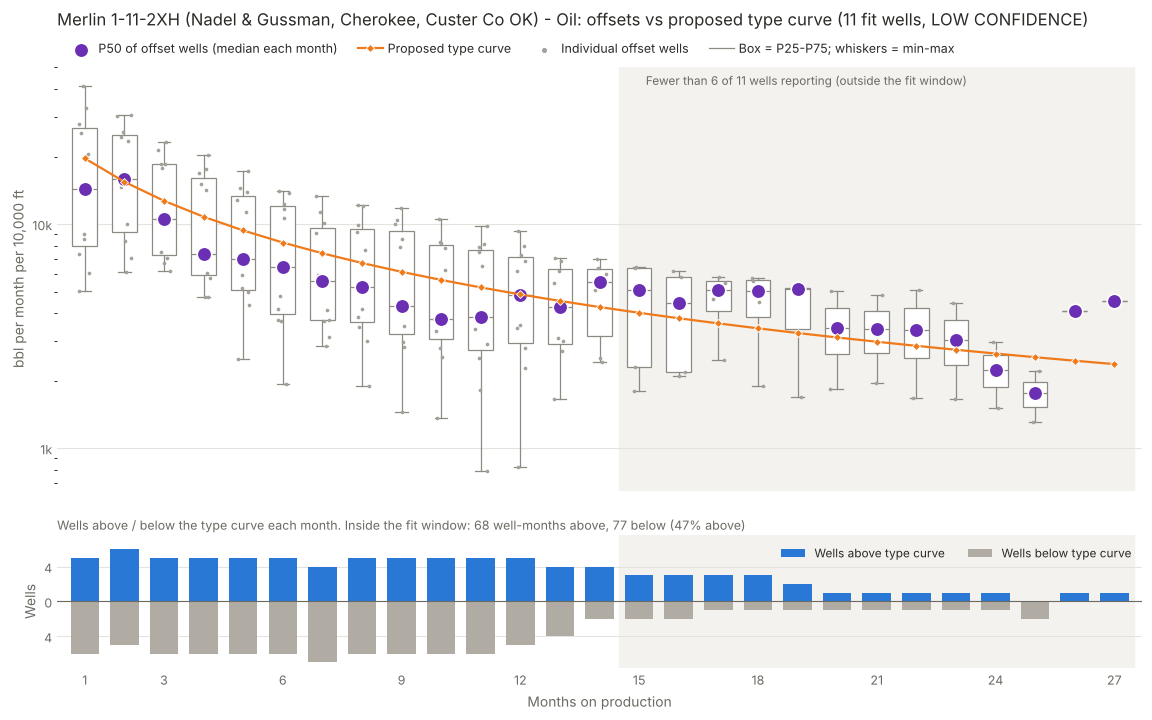 Merlin 1-11-2XH (Nadel & Gussman, Cherokee, Custer Co OK) - Oil: offsets vs proposed type curve (11 fit wells, LOW CONFIDENCE)
P50 of offset wells (median each month)
Proposed type curve
Individual offset wells
Box = P25-P75; whiskers = min-max
Fewer than 6 of 11 wells reporting (outside the fit window)
10k
1k
bbl per month per 10,000 ft
Wells above / below the type curve each month. Inside the fit window: 68 well-months above, 77 below (47% above)
Wells above type curve
Wells below type curve
4
0
4
Wells
1 3 6 9 12 15 18 21 24 27
Months on production